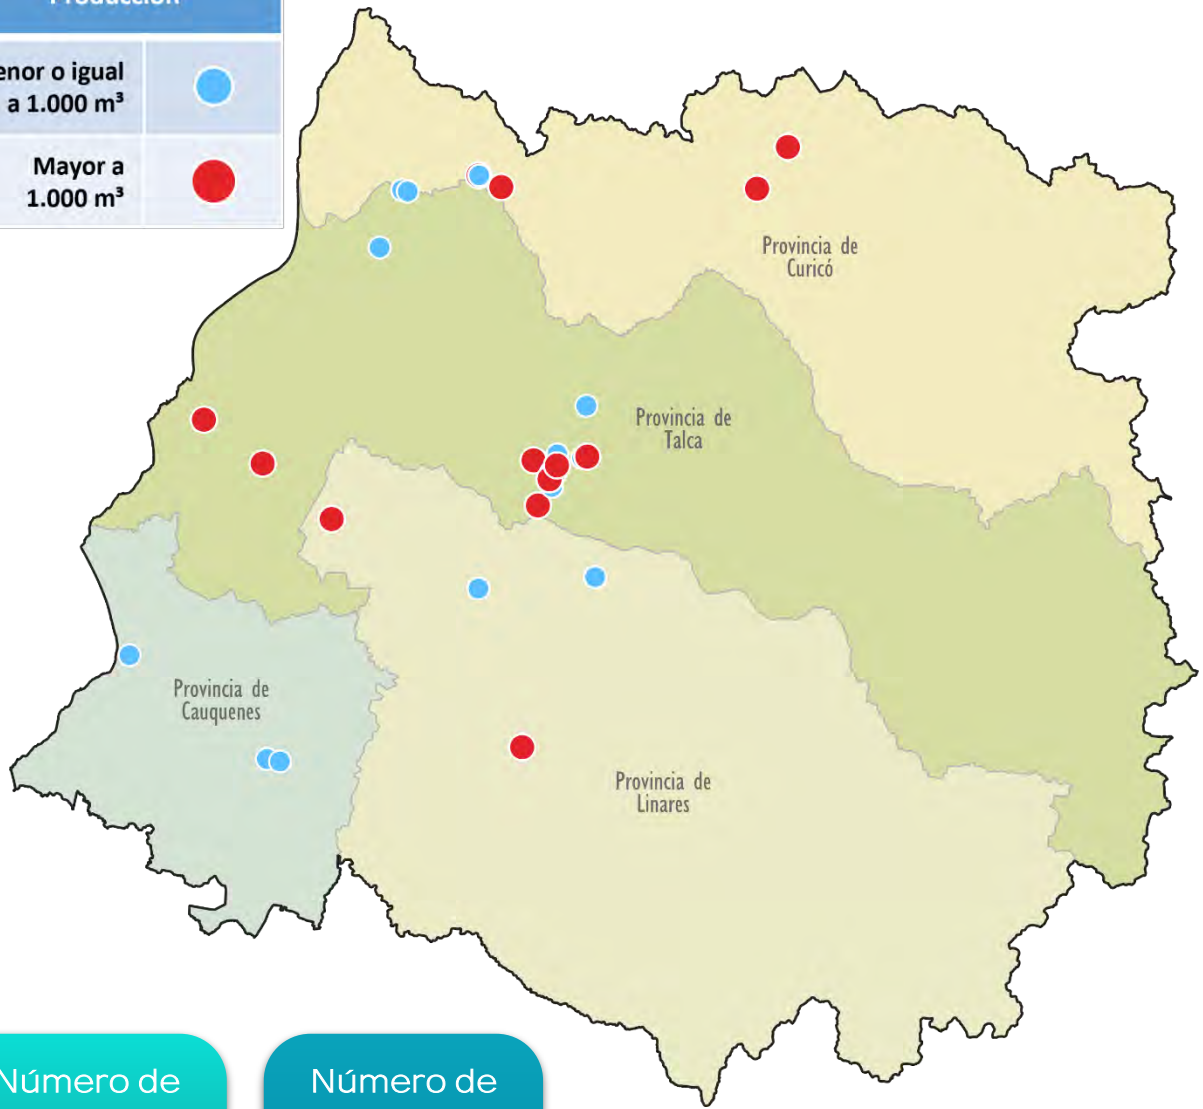 Producción
enor o igual
a 1.000 m³
Mayor a
1.000 m³
Provincia de
Curicó
Provincia de
Talca
Provincia de
Cauquenes
Provincia de
Linares
Número de
Número de